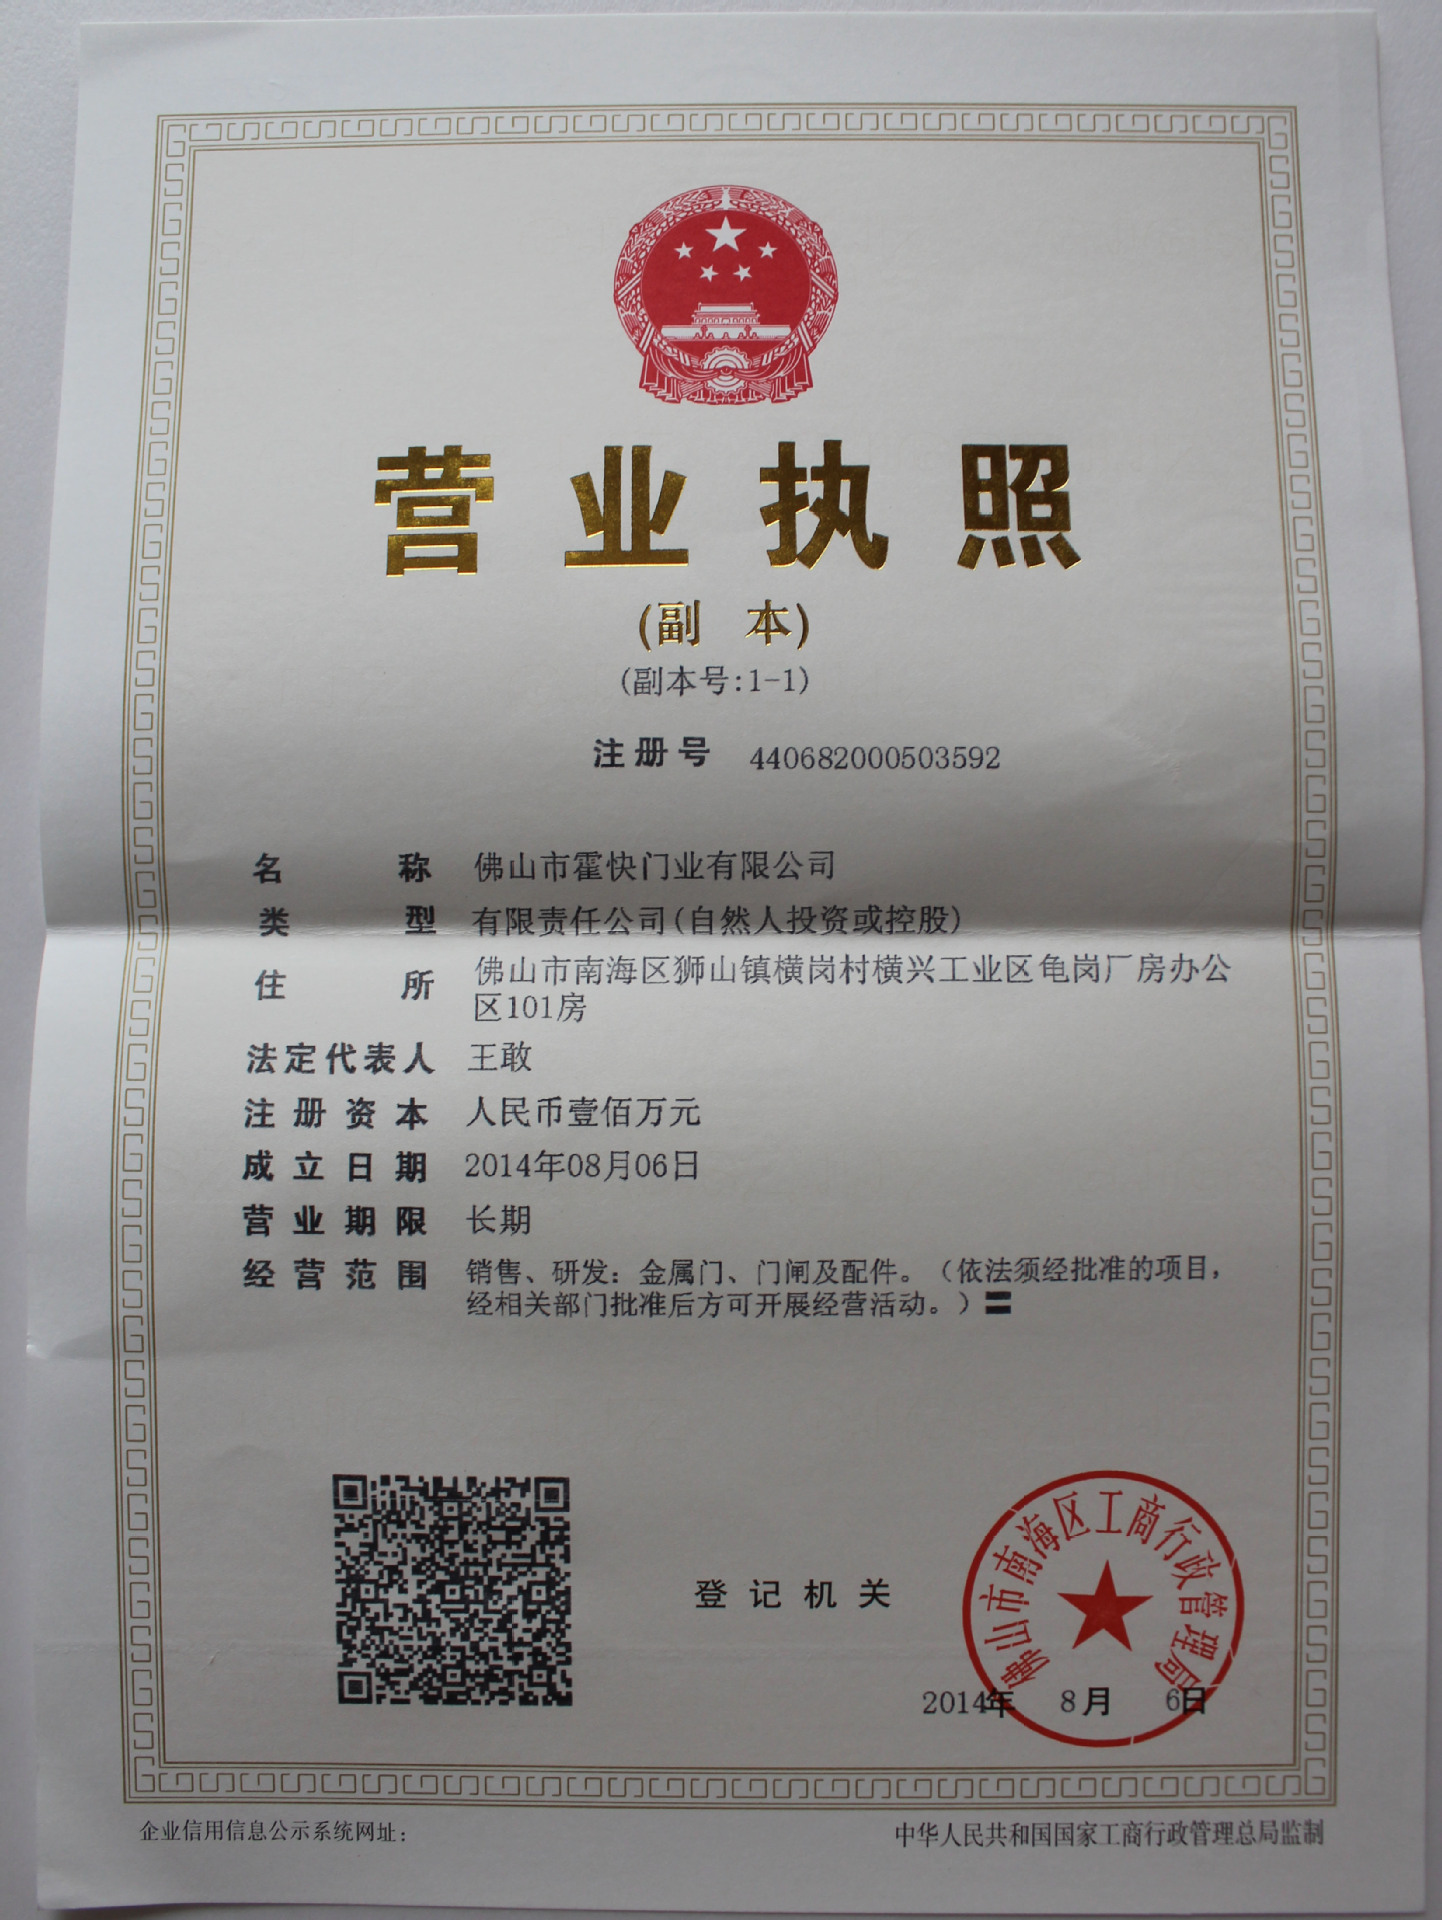 营业执照
(副 本)
(副本号:1-1)
注册号 440682000503592
名称 佛山市霍快门业有限公司
类型 有限责任公司(自然人投资或控股)
住所 佛山市南海区狮山镇横岗村横兴工业区龟岗厂房办公
区101房
法定代表人 王敢
注册资本 人民币壹佰万元
成立日期 2014年08月06日
营业期限 长期
经营范围 销售、研发：金属门、门闸及配件。（依法须经批准的项目，
经相关部门批准后方可开展经营活动。）〓
登记机关
佛山市南海区工商行政管理局
2014年 8月 6日
企业信用信息公示系统网址：
中华人民共和国国家工商行政管理总局监制